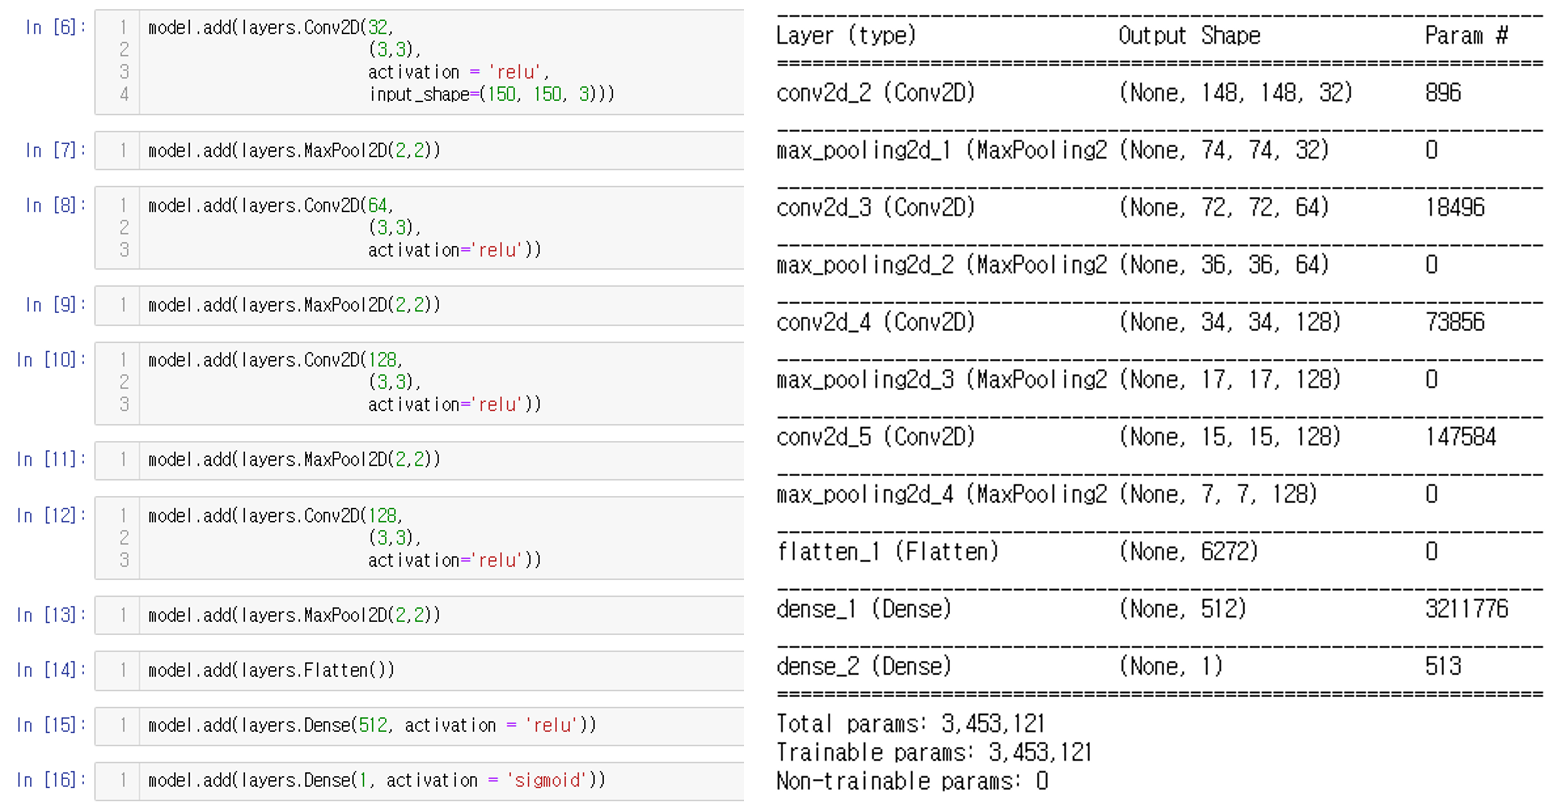 In [6]:
1 model.add(layers.Conv2D(32,
2 (3,3),
3 activation = 'relu',
4 input_shape=(150, 150, 3)))
In [7]:
1 model.add(layers.MaxPool2D(2,2))
In [8]:
1 model.add(layers.Conv2D(64,
2 (3,3),
3 activation='relu'))
In [9]:
1 model.add(layers.MaxPool2D(2,2))
In [10]:
1 model.add(layers.Conv2D(128,
2 (3,3),
3 activation='relu'))
In [11]:
1 model.add(layers.MaxPool2D(2,2))
In [12]:
1 model.add(layers.Conv2D(128,
2 (3,3),
3 activation='relu'))
In [13]:
1 model.add(layers.MaxPool2D(2,2))
In [14]:
1 model.add(layers.Flatten())
In [15]:
1 model.add(layers.Dense(512, activation = 'relu'))
In [16]:
1 model.add(layers.Dense(1, activation = 'sigmoid'))
Layer (type) Output Shape Param #
conv2d_2 (Conv2D) (None, 148, 148, 32) 896
max_pooling2d_1 (MaxPooling2 (None, 74, 74, 32) 0
conv2d_3 (Conv2D) (None, 72, 72, 64) 18496
max_pooling2d_2 (MaxPooling2 (None, 36, 36, 64) 0
conv2d_4 (Conv2D) (None, 34, 34, 128) 73856
max_pooling2d_3 (MaxPooling2 (None, 17, 17, 128) 0
conv2d_5 (Conv2D) (None, 15, 15, 128) 147584
max_pooling2d_4 (MaxPooling2 (None, 7, 7, 128) 0
flatten_1 (Flatten) (None, 6272) 0
dense_1 (Dense) (None, 512) 3211776
dense_2 (Dense) (None, 1) 513
Total params: 3,453,121
Trainable params: 3,453,121
Non-trainable params: 0